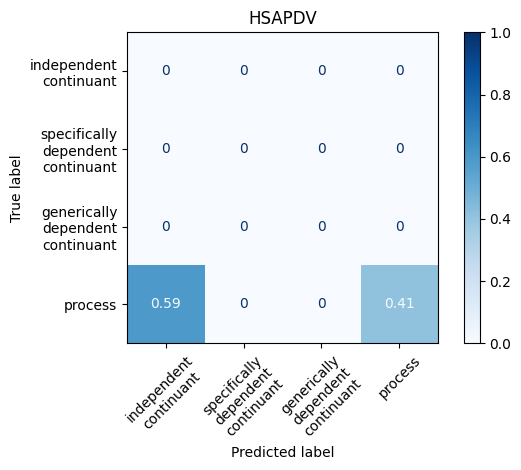 HSAPDV
True label
independent
continuant
0 0 0 0
specifically
dependent
continuant
0 0 0 0
generically
dependent
continuant
0 0 0 0
process
0.59 0 0 0.41
independent
continuant
specifically
dependent
continuant
generically
dependent
continuant
process
Predicted label
1.0
0.8
0.6
0.4
0.2
0.0